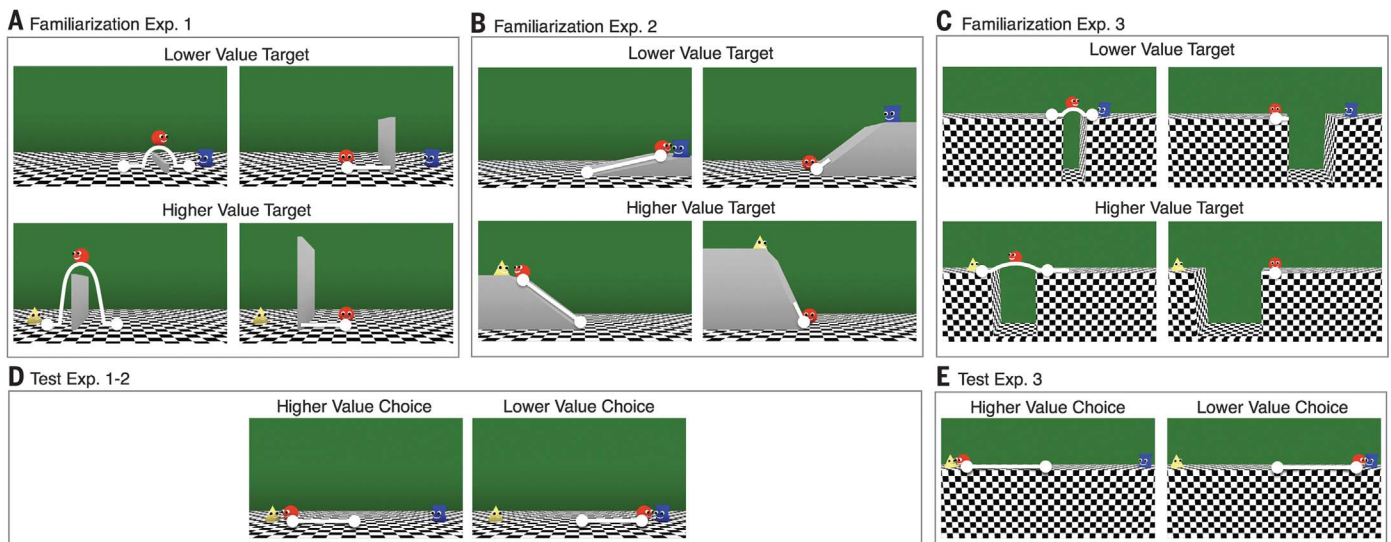 A Familiarization Exp. 1
Lower Value Target
Higher Value Target
B Familiarization Exp. 2
Lower Value Target
Higher Value Target
C Familiarization Exp. 3
Lower Value Target
Higher Value Target
D Test Exp. 1-2
Higher Value Choice
Lower Value Choice
E Test Exp. 3
Higher Value Choice
Lower Value Choice